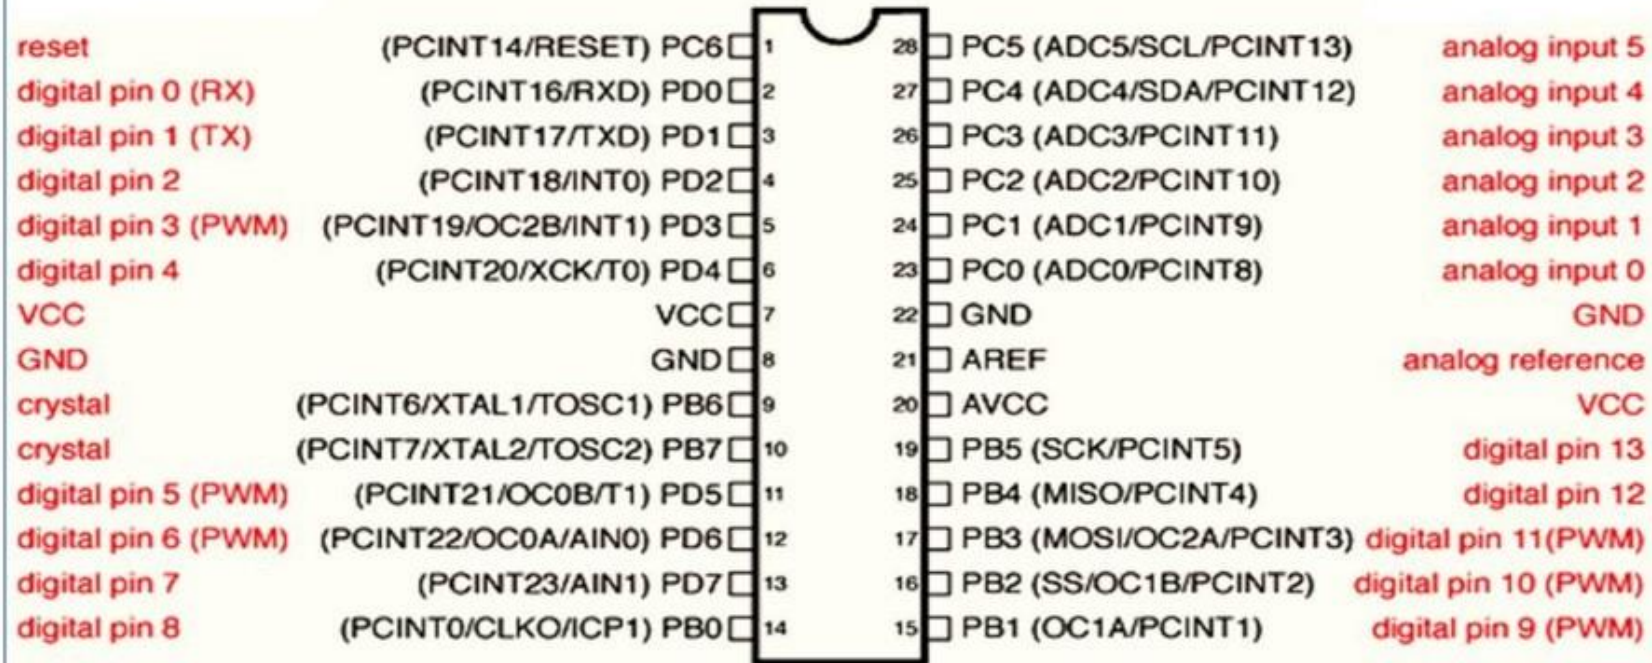 reset (PCINT14/RESET) PC6 1 28 PC5 (ADC5/SCL/PCINT13) analog input 5
digital pin 0 (RX) (PCINT16/RXD) PD0 2 27 PC4 (ADC4/SDA/PCINT12) analog input 4
digital pin 1 (TX) (PCINT17/TXD) PD1 3 26 PC3 (ADC3/PCINT11) analog input 3
digital pin 2 (PCINT18/INT0) PD2 4 25 PC2 (ADC2/PCINT10) analog input 2
digital pin 3 (PWM) (PCINT19/OC2B/INT1) PD3 5 24 PC1 (ADC1/PCINT9) analog input 1
digital pin 4 (PCINT20/XCK/T0) PD4 6 23 PC0 (ADC0/PCINT8) analog input 0
VCC VCC 7 22 GND GND
GND GND 8 21 AREF analog reference
crystal (PCINT6/XTAL1/TOSC1) PB6 9 20 AVCC VCC
crystal (PCINT7/XTAL2/TOSC2) PB7 10 19 PB5 (SCK/PCINT5) digital pin 13
digital pin 5 (PWM) (PCINT21/OC0B/T1) PD5 11 18 PB4 (MISO/PCINT4) digital pin 12
digital pin 6 (PWM) (PCINT22/OC0A/AIN0) PD6 12 17 PB3 (MOSI/OC2A/PCINT3) digital pin 11(PWM)
digital pin 7 (PCINT23/AIN1) PD7 13 16 PB2 (SS/OC1B/PCINT2) digital pin 10 (PWM)
digital pin 8 (PCINT0/CLKO/ICP1) PB0 14 15 PB1 (OC1A/PCINT1) digital pin 9 (PWM)